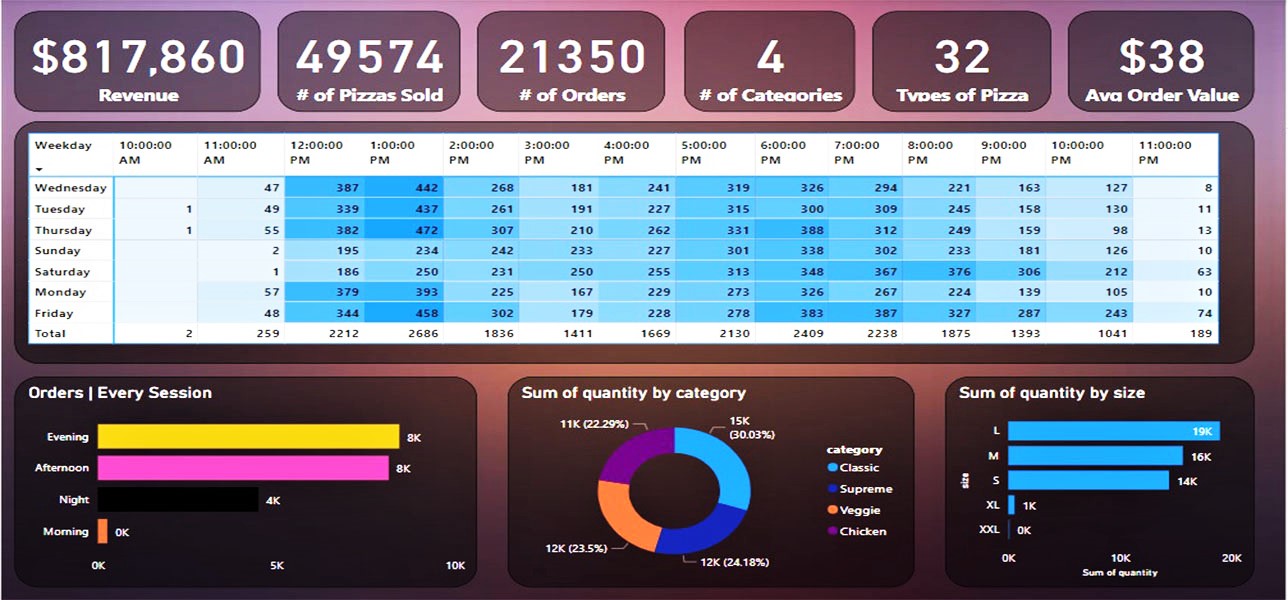 $817,860 49574 21350 4 32 $38
Revenue # of Pizzas Sold # of Orders # of Categories Types of Pizza Avg Order Value
Weekday 10:00:00 AM 11:00:00 AM 12:00:00 PM 1:00:00 PM 2:00:00 PM 3:00:00 PM 4:00:00 PM 5:00:00 PM 6:00:00 PM 7:00:00 PM 8:00:00 PM 9:00:00 PM 10:00:00 PM 11:00:00 PM
Wednesday 47 387 442 268 181 241 319 326 294 221 163 127 8
Tuesday 1 49 339 437 261 191 227 315 300 309 245 158 130 11
Thursday 1 55 382 472 307 210 262 331 388 312 249 159 98 13
Sunday 2 195 234 242 233 227 301 338 302 233 181 126 10
Saturday 1 186 250 231 250 255 313 348 367 376 306 212 63
Monday 57 379 393 225 167 229 273 326 267 224 139 105 10
Friday 48 344 458 302 179 228 278 383 387 327 287 243 74
Total 2 259 2212 2686 1836 1411 1669 2130 2409 2238 1875 1393 1041 189
Orders | Every Session
Evening 8K
Afternoon 8K
Night 4K
Morning 0K
0K 5K 10K
Sum of quantity by category
11K (22.29%)
15K
(30.03%)
12K (23.5%)
12K (24.18%)
category
Classic
Supreme
Veggie
Chicken
Sum of quantity by size
size
L 19K
M 16K
S 14K
XL 1K
XXL 0K
0K 10K 20K
Sum of quantity